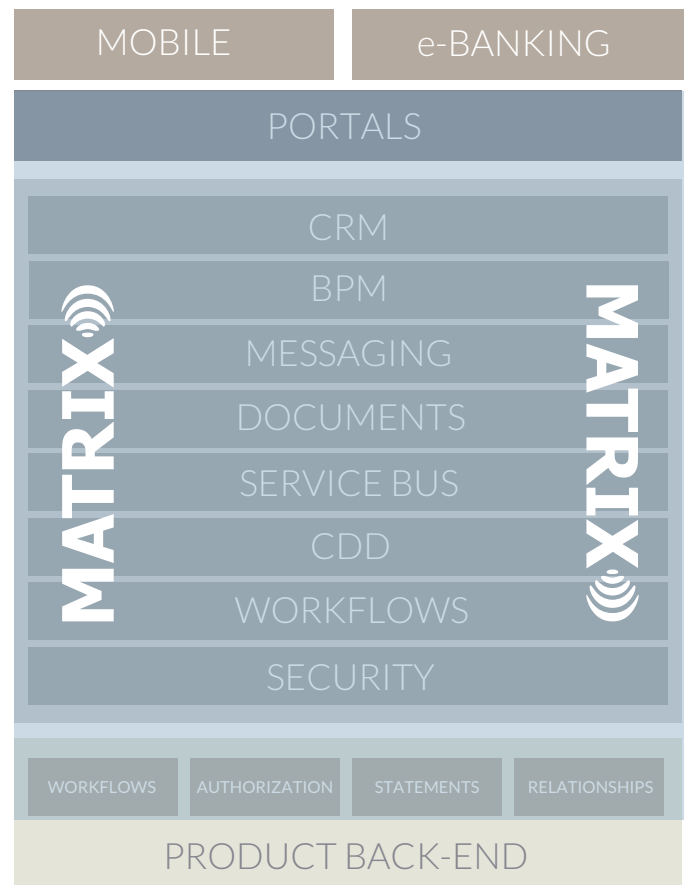 MOBILE
e-BANKING
PORTALS
CRM
BPM
MESSAGING
DOCUMENTS
SERVICE BUS
CDD
WORKFLOWS
SECURITY
MATRIX
MATRIX
WORKFLOWS
AUTHORIZATION
STATEMENTS
RELATIONSHIPS
PRODUCT BACK-END